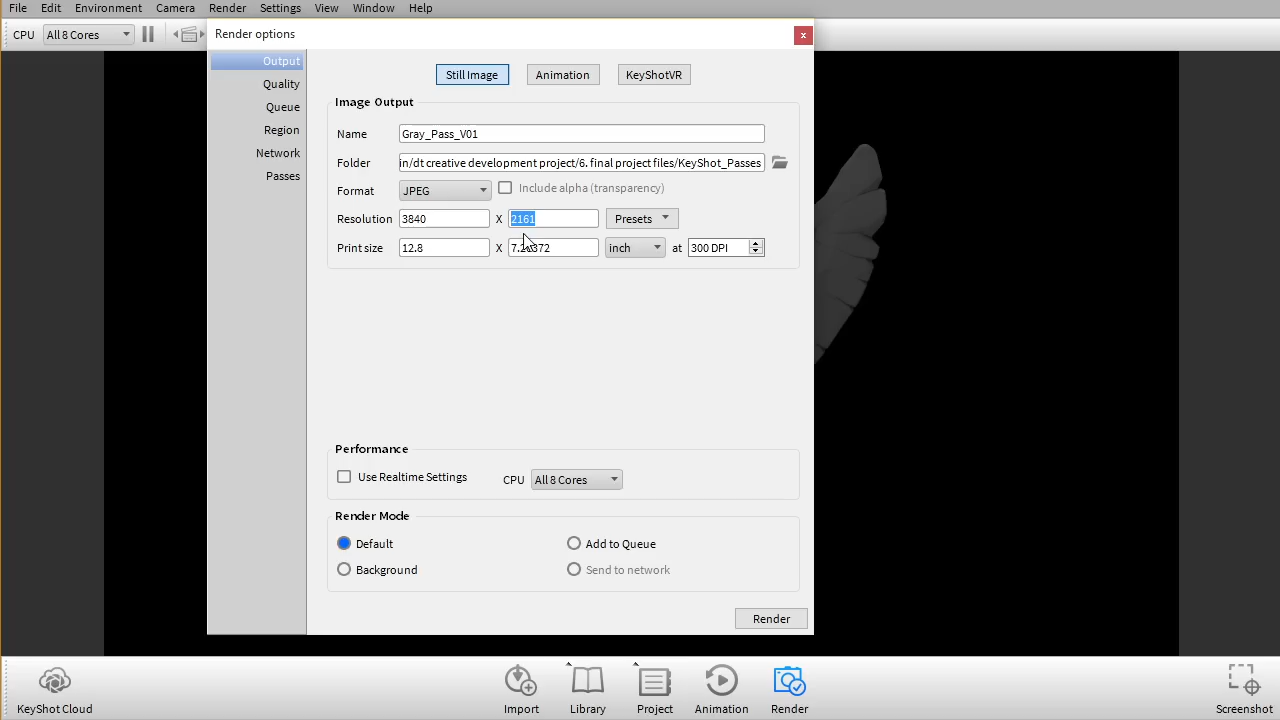 File Edit Environment Camera Render Settings View Window Help
CPU All 8 Cores
Render options
x
Output
Quality
Queue
Region
Network
Passes
Still Image Animation KeyShotVR
Image Output
Name Gray_Pass_V01
Folder in/dt creative development project/6. final project files/KeyShot_Passes
Format JPEG Include alpha (transparency)
Resolution 3840 X 2161 Presets
Print size 12.8 X inch at 300 DPI
Performance
Use Realtime Settings CPU All 8 Cores
Render Mode
Default Add to Queue
Background Send to network
Render
KeyShot Cloud Import Library Project Animation Render Screenshot